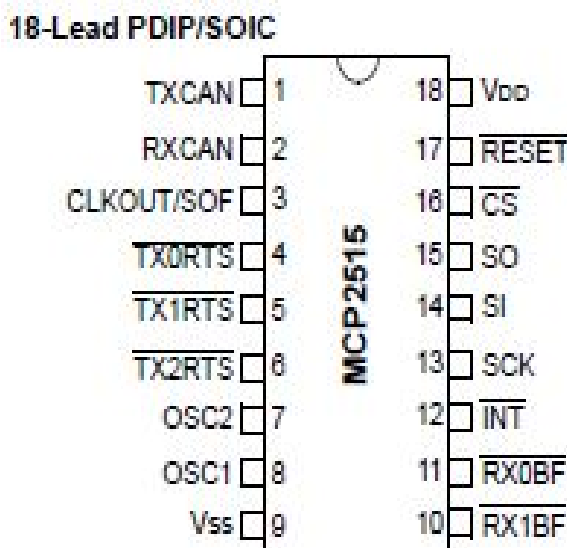 18-Lead PDIP/SOIC
TXCAN 1 18 VDD
RXCAN 2 17 RESET
CLKOUT/SOF 3 16 CS
TX0RTS 4 15 SO
TX1RTS 5 14 SI
TX2RTS 6 13 SCK
OSC2 7 12 INT
OSC1 8 11 RX0BF
Vss 9 10 RX1BF
MCP2515